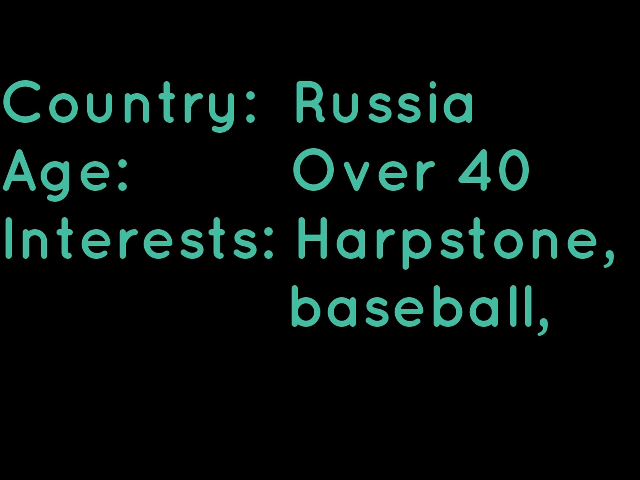 Country: Russia
Age: Over 40
Interests: Harpstone,
baseball,